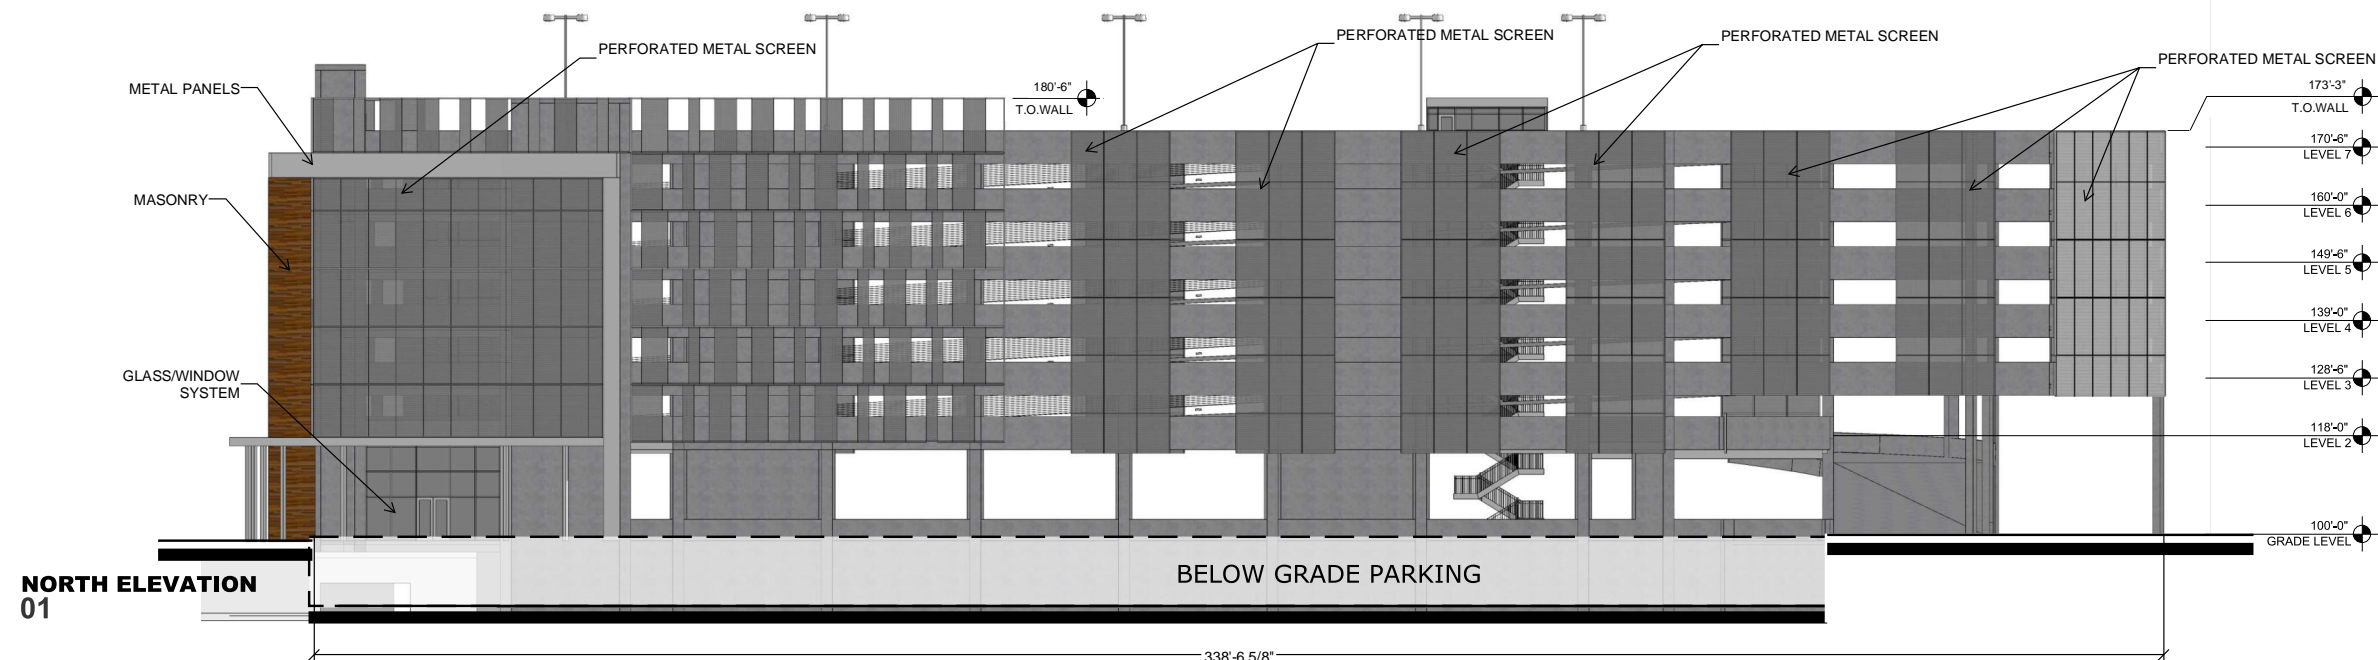 PERFORATED METAL SCREEN
PERFORATED METAL SCREEN
PERFORATED METAL SCREEN
PERFORATED METAL SCREEN
METAL PANELS
MASONRY
GLASS/WINDOW
SYSTEM
180'-6"
T.O.WALL
173'-3"
T.O.WALL
170'-6"
LEVEL 7
160'-0"
LEVEL 6
149'-6"
LEVEL 5
139'-0"
LEVEL 4
128'-6"
LEVEL 3
118'-0"
LEVEL 2
100'-0"
GRADE LEVEL
BELOW GRADE PARKING
NORTH ELEVATION
01
338'-6 5/8"